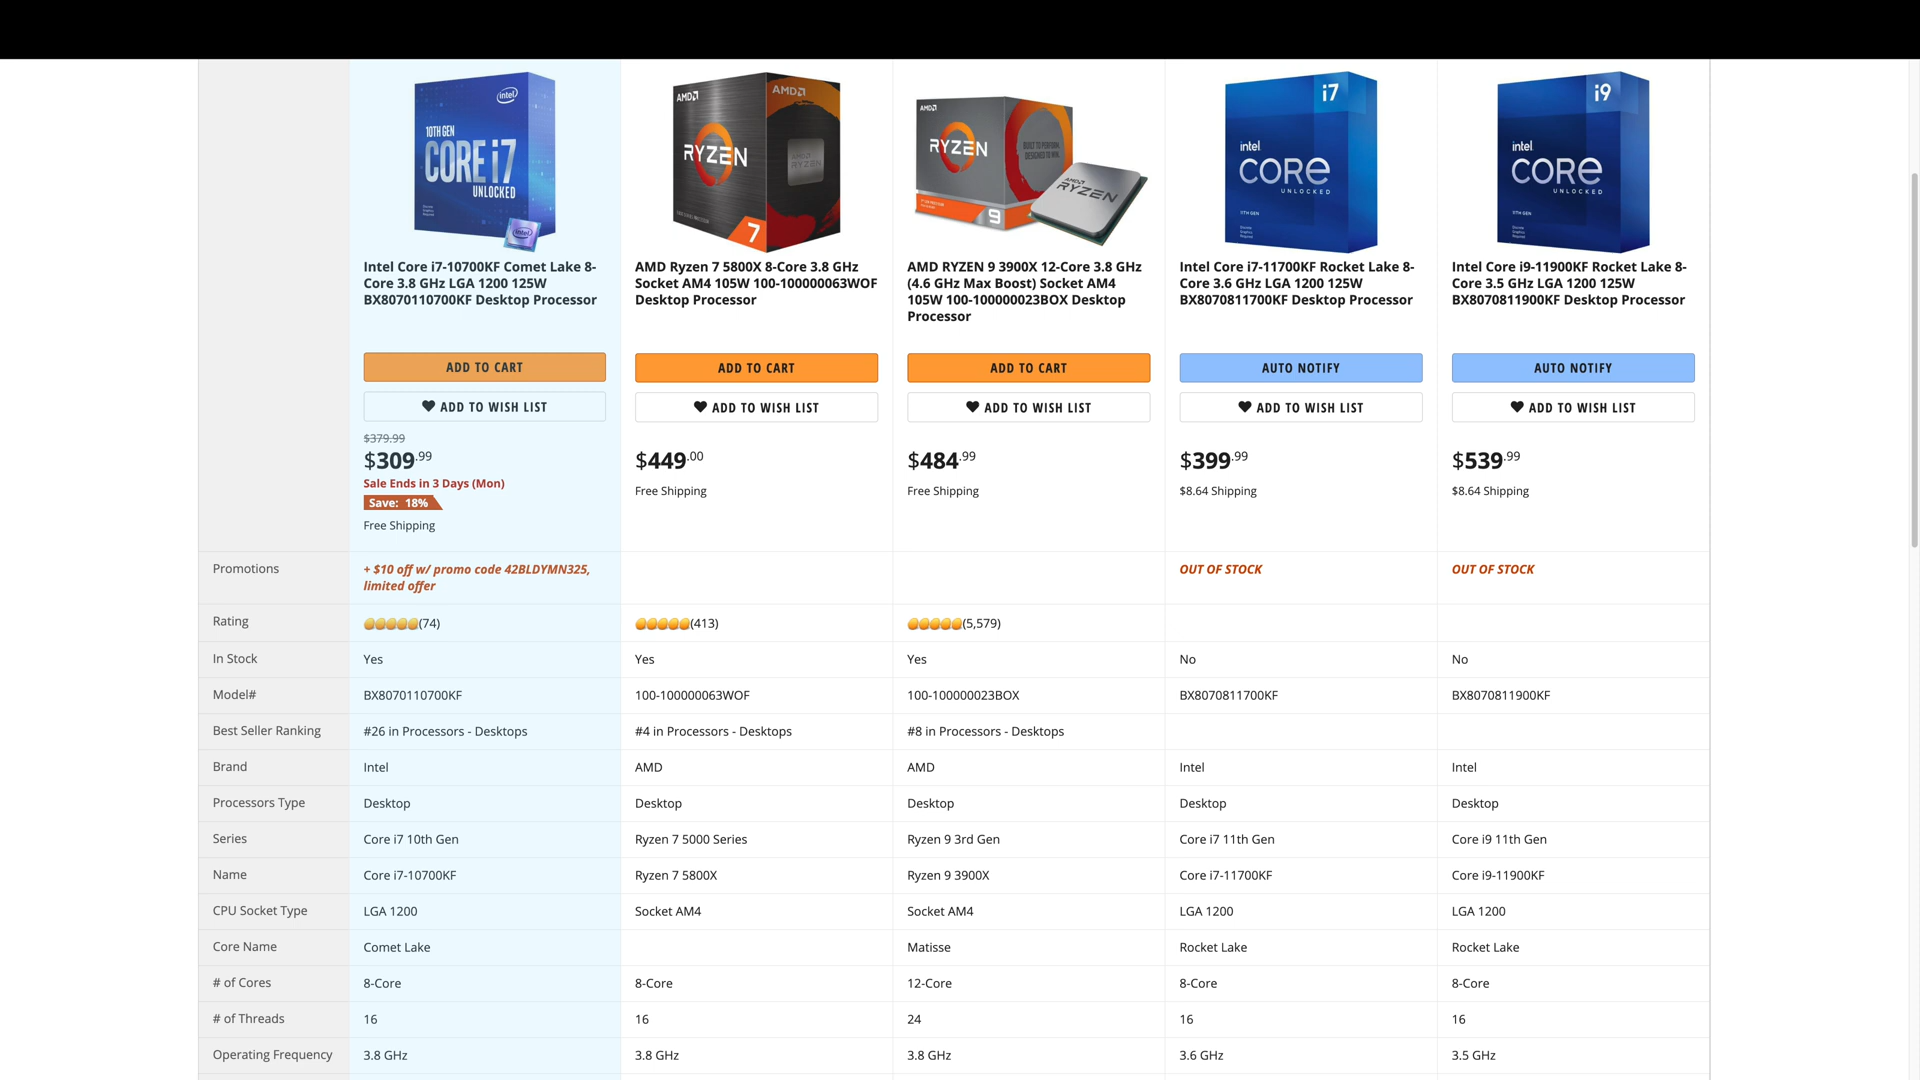 intel
10TH GEN
CORE i7
UNLOCKED
intel
AMD
AMD
RYZEN
7
AMD
RYZEN
BUILT TO PERFORM.
DESIGNED TO WIN.
9
AMD
RYZEN
i7
intel
CORE
UNLOCKED
11TH GEN
i9
intel
CORE
UNLOCKED
11TH GEN
Intel Core i7-10700KF Comet Lake 8-
Core 3.8 GHz LGA 1200 125W
BX8070110700KF Desktop Processor
AMD Ryzen 7 5800X 8-Core 3.8 GHz
Socket AM4 105W 100-100000063WOF
Desktop Processor
AMD RYZEN 9 3900X 12-Core 3.8 GHz
(4.6 GHz Max Boost) Socket AM4
105W 100-100000023BOX Desktop
Processor
Intel Core i7-11700KF Rocket Lake 8-
Core 3.6 GHz LGA 1200 125W
BX8070811700KF Desktop Processor
Intel Core i9-11900KF Rocket Lake 8-
Core 3.5 GHz LGA 1200 125W
BX8070811900KF Desktop Processor
ADD TO CART ADD TO CART ADD TO CART AUTO NOTIFY AUTO NOTIFY
ADD TO WISH LIST ADD TO WISH LIST ADD TO WISH LIST ADD TO WISH LIST ADD TO WISH LIST
$379.99
$309.99 $449.00 $484.99 $399.99 $539.99
Sale Ends in 3 Days (Mon)
Save: 18%
Free Shipping
Free Shipping
Free Shipping
$8.64 Shipping
$8.64 Shipping
Promotions + $10 off w/ promo code 42BLDYMN325,
limited offer
OUT OF STOCK OUT OF STOCK
Rating (74) (413) (5,579)
In Stock Yes Yes Yes No No
Model# BX8070110700KF 100-100000063WOF 100-100000023BOX BX8070811700KF BX8070811900KF
Best Seller Ranking #26 in Processors - Desktops #4 in Processors - Desktops #8 in Processors - Desktops
Brand Intel AMD AMD Intel Intel
Processors Type Desktop Desktop Desktop Desktop Desktop
Series Core i7 10th Gen Ryzen 7 5000 Series Ryzen 9 3rd Gen Core i7 11th Gen Core i9 11th Gen
Name Core i7-10700KF Ryzen 7 5800X Ryzen 9 3900X Core i7-11700KF Core i9-11900KF
CPU Socket Type LGA 1200 Socket AM4 Socket AM4 LGA 1200 LGA 1200
Core Name Comet Lake Matisse Rocket Lake Rocket Lake
# of Cores 8-Core 8-Core 12-Core 8-Core 8-Core
# of Threads 16 16 24 16 16
Operating Frequency 3.8 GHz 3.8 GHz 3.8 GHz 3.6 GHz 3.5 GHz